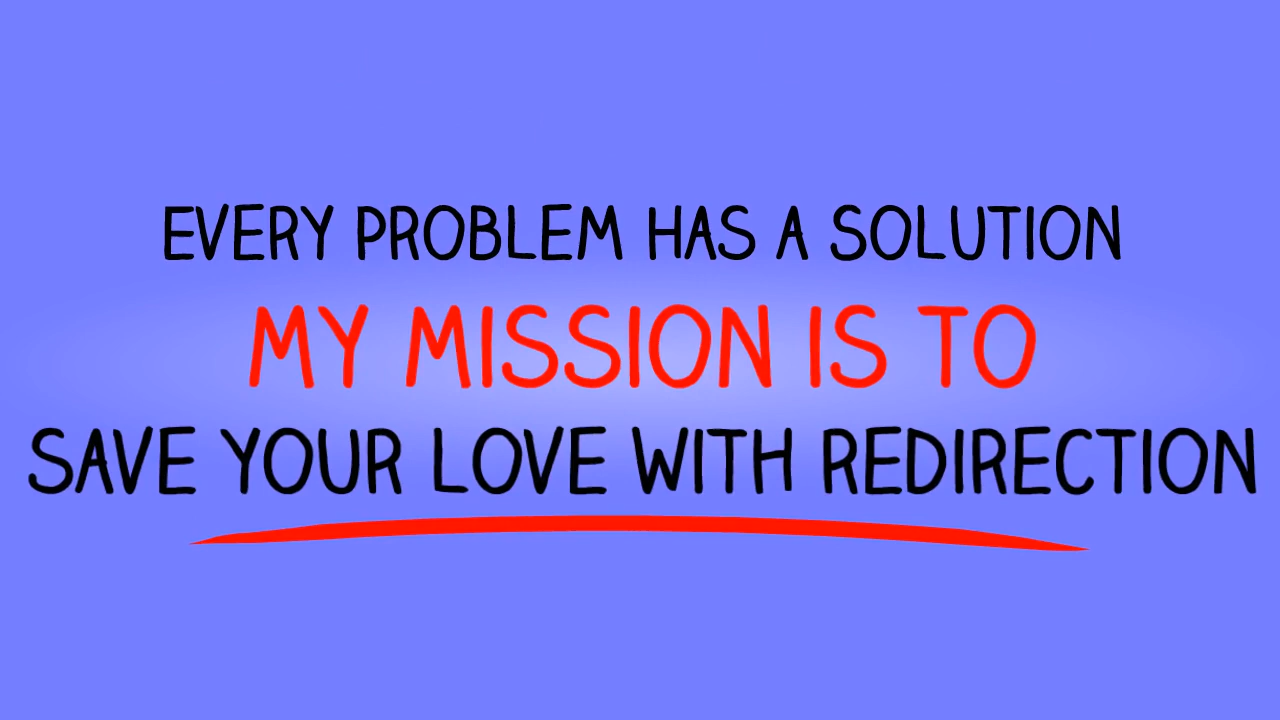 EVERY PROBLEM HAS A SOLUTION
MY MISSION IS TO
SAVE YOUR LOVE WITH REDIRECTION